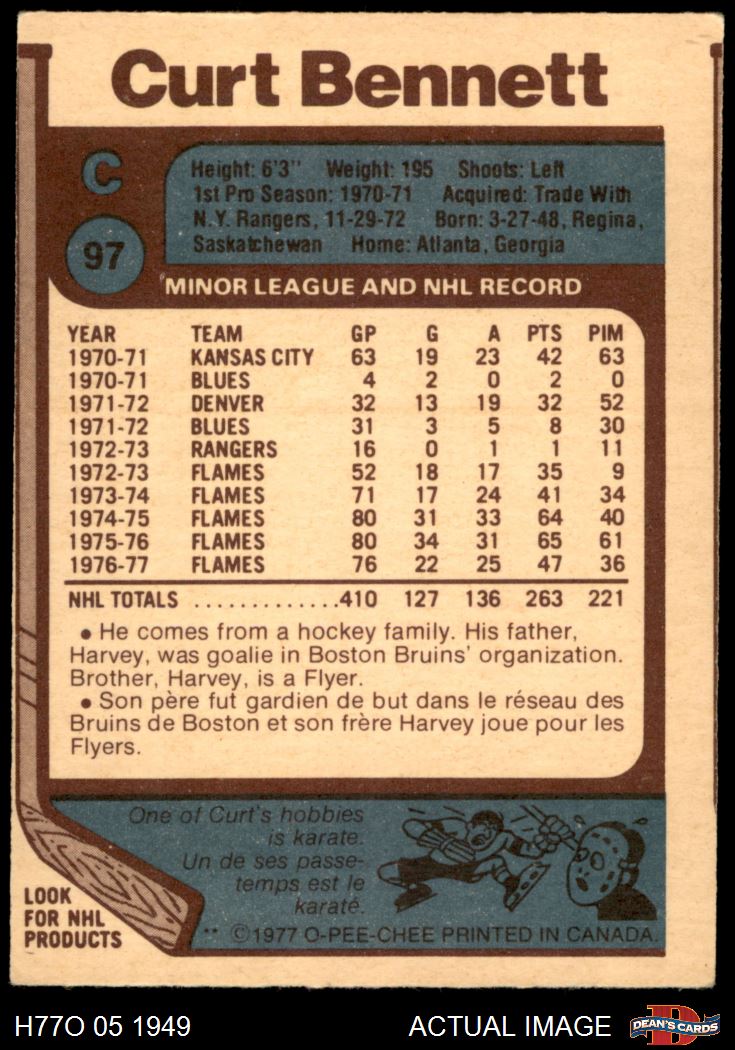 Curt Bennett
C
97
Height: 6'3" Weight: 195 Shoots: Left
1st Pro Season: 1970-71 Acquired: Trade With
N.Y. Rangers, 11-29-72 Born: 3-27-48, Regina,
Saskatchewan Home: Atlanta, Georgia
MINOR LEAGUE AND NHL RECORD
YEAR TEAM GP G A PTS PIM
1970-71 KANSAS CITY 63 19 23 42 63
1970-71 BLUES 4 2 0 2 0
1971-72 DENVER 32 13 19 32 52
1971-72 BLUES 31 3 5 8 30
1972-73 RANGERS 16 0 1 1 11
1972-73 FLAMES 52 18 17 35 9
1973-74 FLAMES 71 17 24 41 34
1974-75 FLAMES 80 31 33 64 40
1975-76 FLAMES 80 34 31 65 61
1976-77 FLAMES 76 22 25 47 36
NHL TOTALS .............410 127 136 263 221
• He comes from a hockey family. His father,
Harvey, was goalie in Boston Bruins' organization.
Brother, Harvey, is a Flyer.
• Son père fut gardien de but dans le réseau des
Bruins de Boston et son frère Harvey joue pour les
Flyers.
One of Curt's hobbies
is karate.
Un de ses passe-
temps est le
karaté.
LOOK
FOR NHL
PRODUCTS
** ©1977 O-PEE-CHEE PRINTED IN CANADA.
H77O 05 1949 ACTUAL IMAGE
D
DEAN'S CARDS